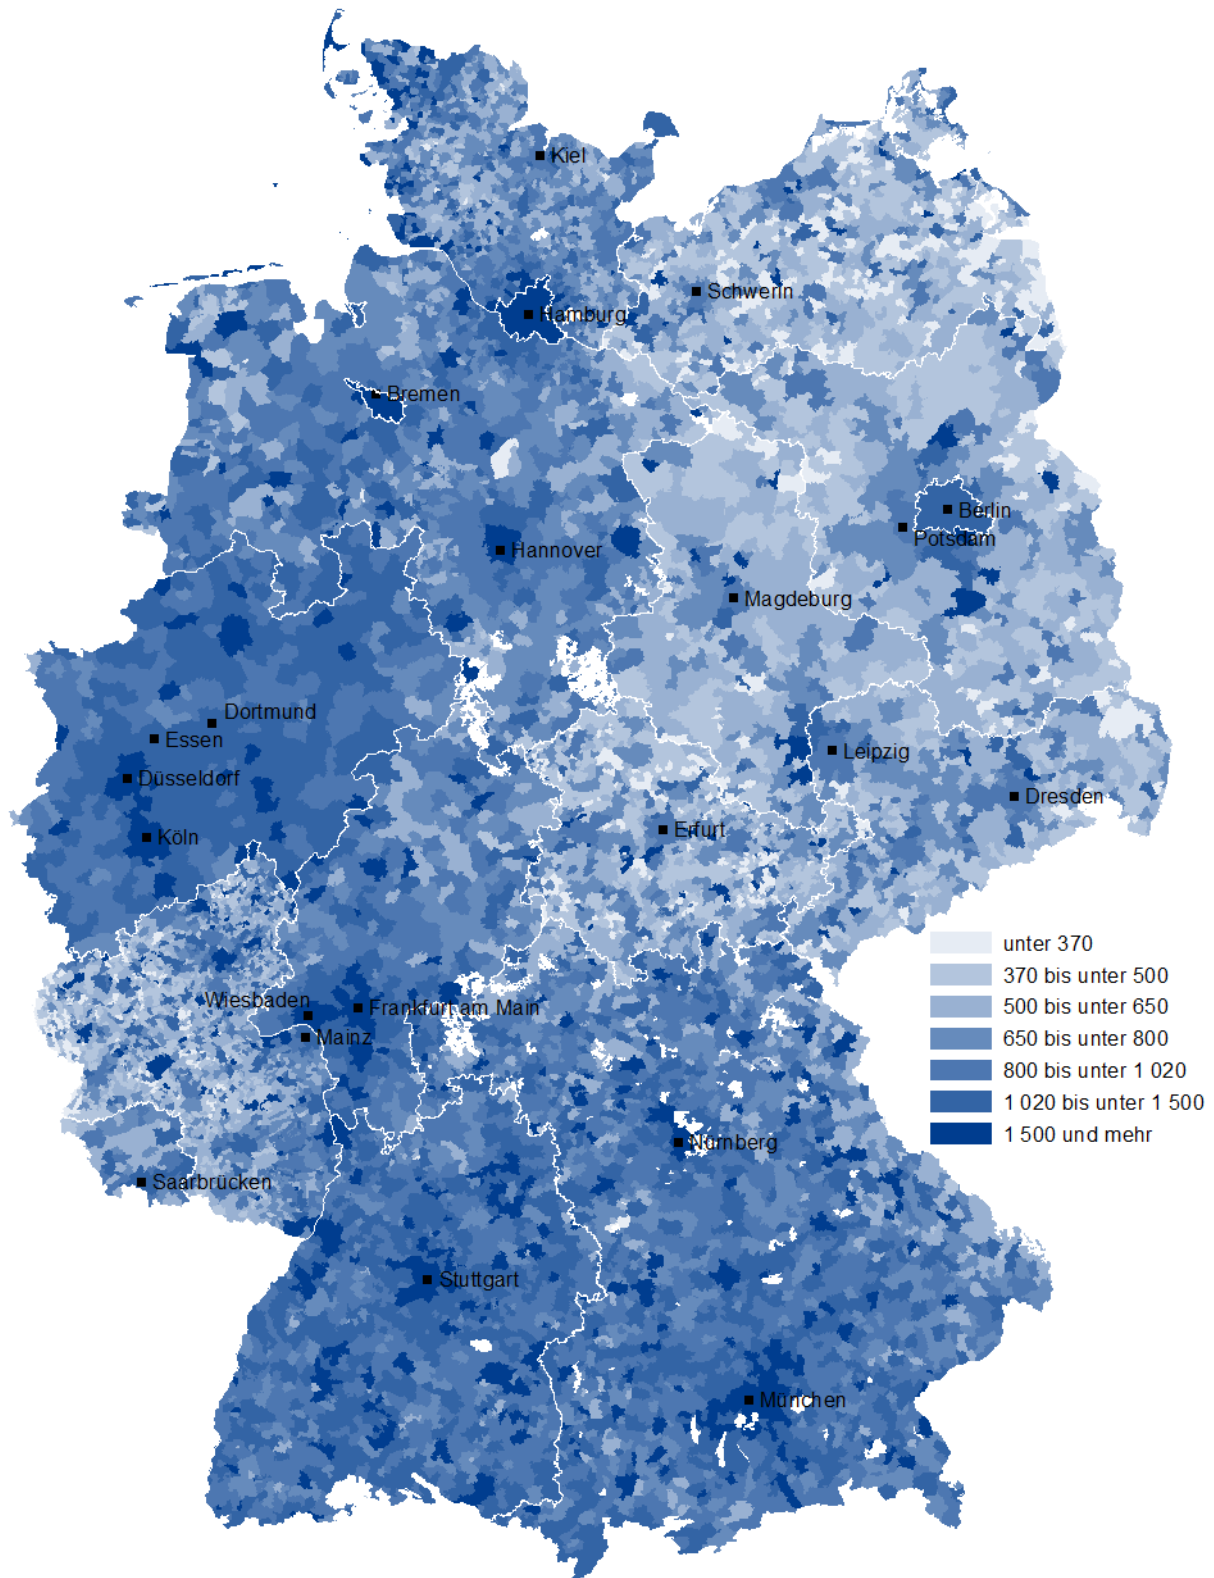 Kiel
Schwerin
Hamburg
Bremen
Berlin
Potsdam
Hannover
Magdeburg
Dortmund
Essen
Leipzig
Düsseldorf
Dresden
Köln
Erfurt
Wiesbaden
Frankfurt am Main
Mainz
Nürnberg
Saarbrücken
Stuttgart
München
unter 370
370 bis unter 500
500 bis unter 650
650 bis unter 800
800 bis unter 1 020
1 020 bis unter 1 500
1 500 und mehr